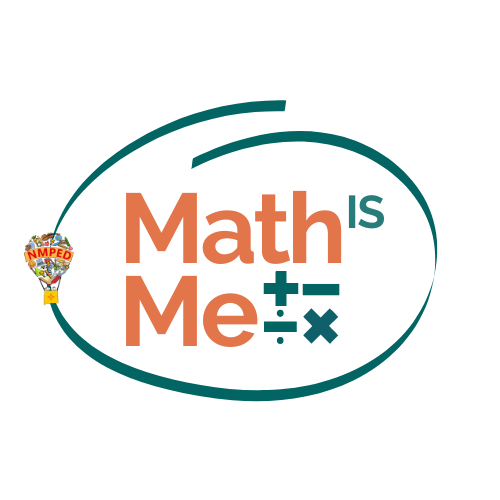 Math IS
Me
+ −
÷ ×
NMPED